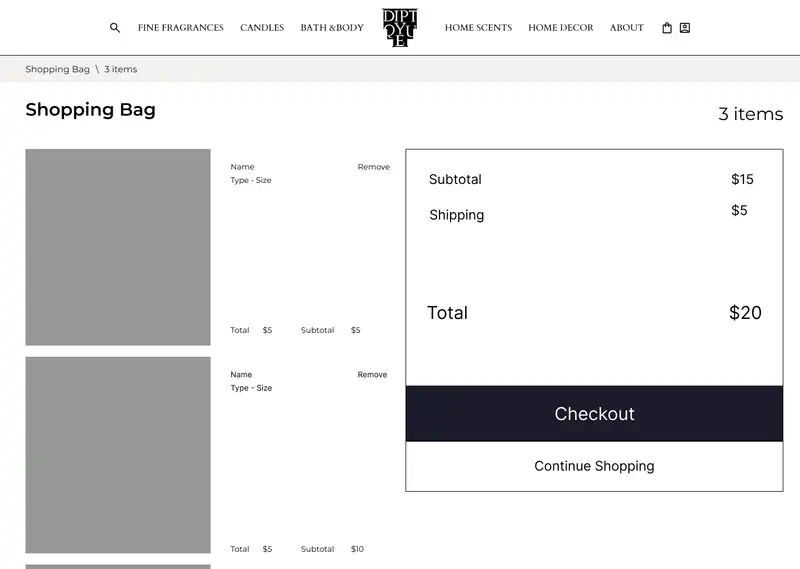 FINE FRAGRANCES CANDLES BATH &BODY DIPT HOME SCENTS HOME DECOR ABOUT
QYU
E
Shopping Bag \ 3 items
Shopping Bag
3 items
Name Remove
Type - Size
Total $5 Subtotal $5
Name Remove
Type - Size
Total $5 Subtotal $10
Subtotal $15
Shipping $5
Total $20
Checkout
Continue Shopping